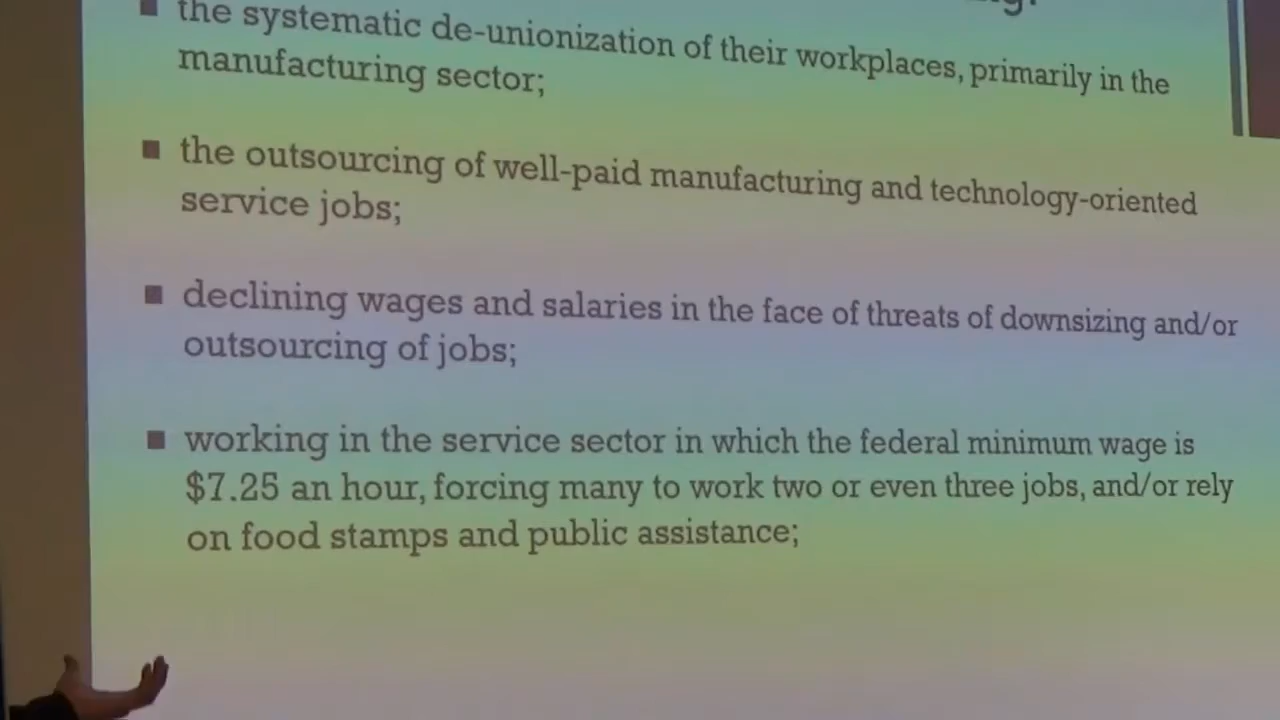 ■ the systematic de-unionization of their workplaces, primarily in the
manufacturing sector;
■ the outsourcing of well-paid manufacturing and technology-oriented
service jobs;
■ declining wages and salaries in the face of threats of downsizing and/or
outsourcing of jobs;
■ working in the service sector in which the federal minimum wage is
$7.25 an hour, forcing many to work two or even three jobs, and/or rely
on food stamps and public assistance;